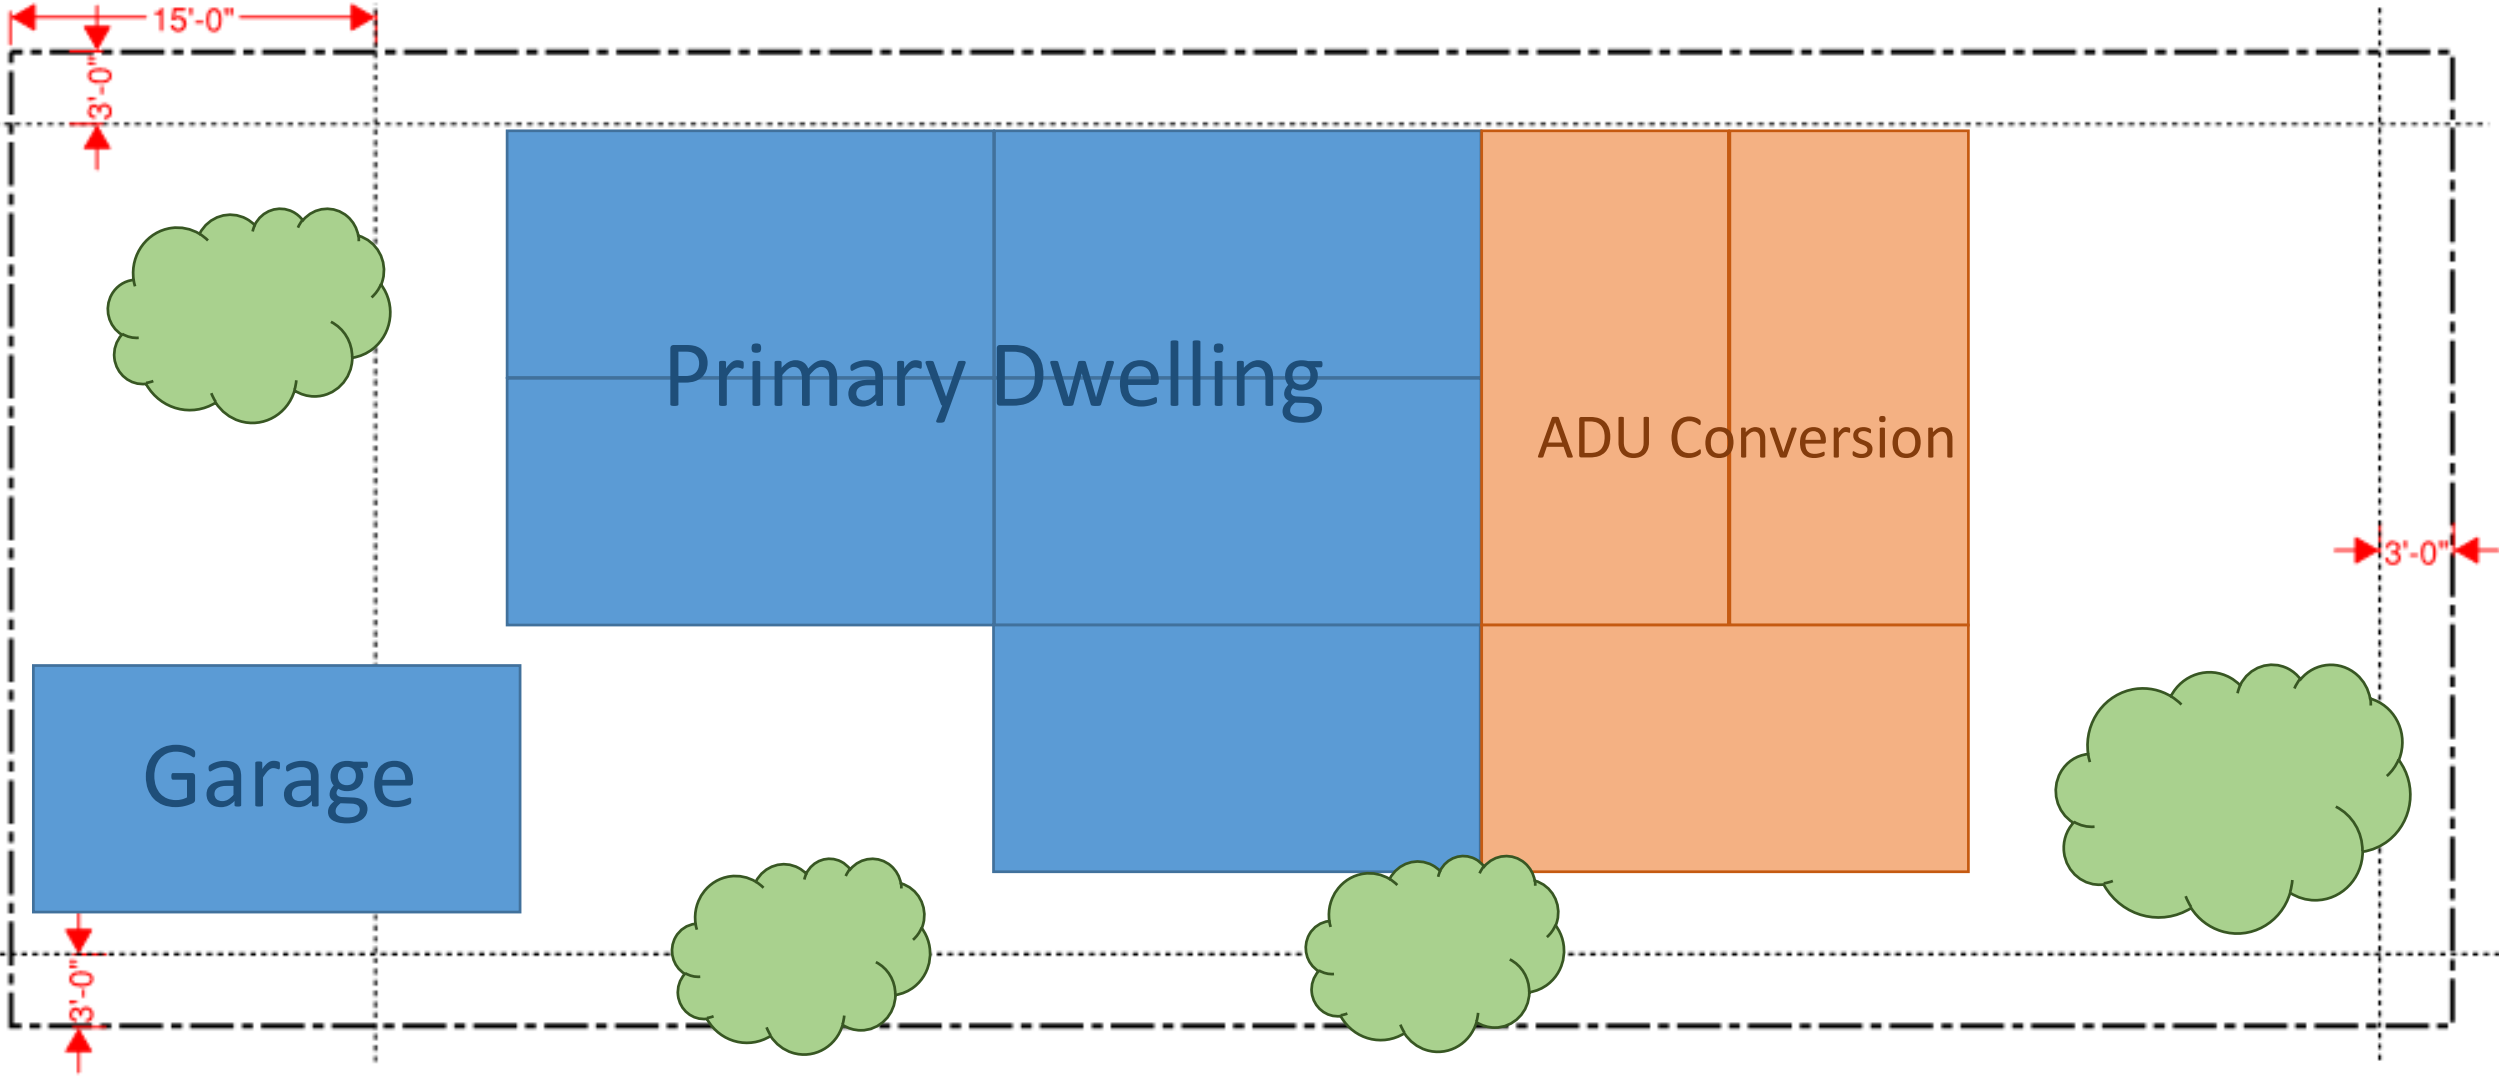 15'-0"
3'-0"
Primary Dwelling
ADU Conversion
3'-0"
Garage
3'-0"